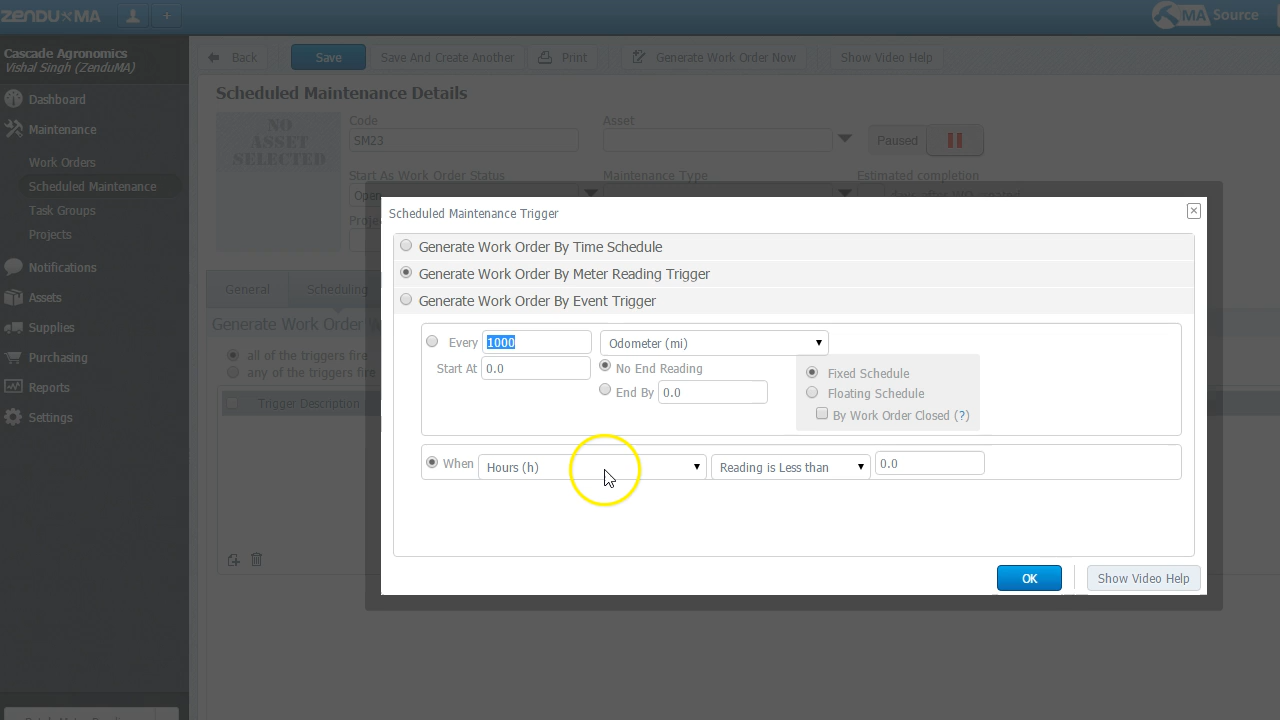 ZENDU MA
MA Source
Cascade Agronomics
Vishal Singh (ZenduMA)
Back
Save
Save And Create Another
Print
Generate Work Order Now
Show Video Help
Dashboard
Maintenance
Work Orders
Scheduled Maintenance
Task Groups
Projects
Notifications
Assets
Supplies
Purchasing
Reports
Settings
Scheduled Maintenance Details
NO
ASSET
SELECTED
Code
SM23
Asset
Paused
Start As Work Order Status
Maintenance Type
Estimated completion
Open
days after WO created
General
Scheduling
Generate Work Order
all of the triggers fire
any of the triggers fire
Trigger Description
Scheduled Maintenance Trigger
Generate Work Order By Time Schedule
Generate Work Order By Meter Reading Trigger
Generate Work Order By Event Trigger
Every 1000 Odometer (mi)
Start At 0.0
No End Reading
End By 0.0
Fixed Schedule
Floating Schedule
By Work Order Closed (?)
When Hours (h) Reading is Less than 0.0
OK
Show Video Help